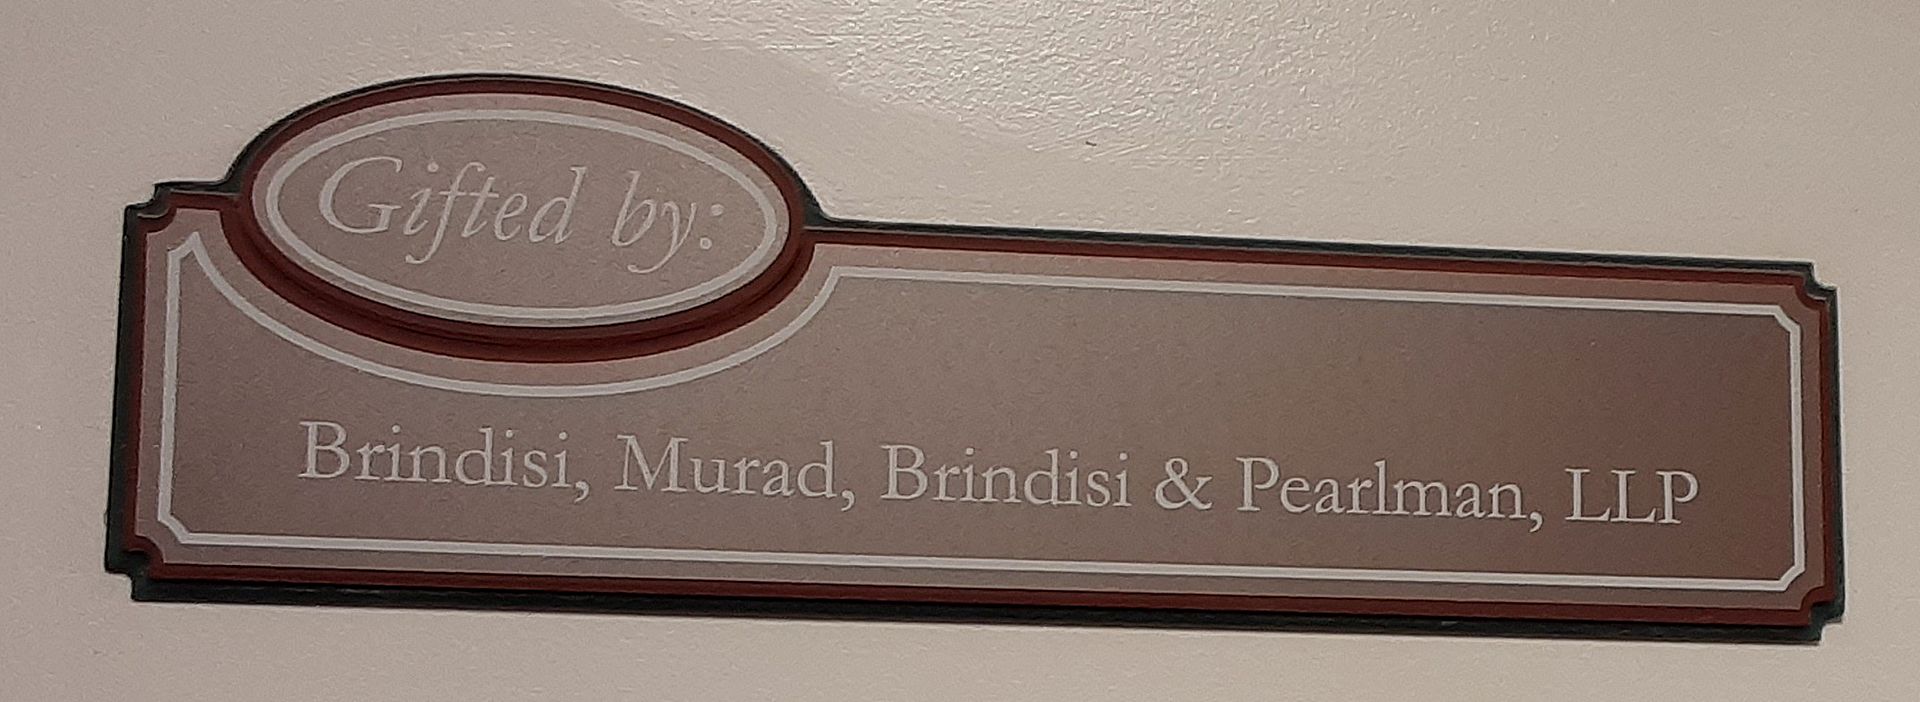 Gifted by:
Brindisi, Murad, Brindisi & Pearlman, LLP